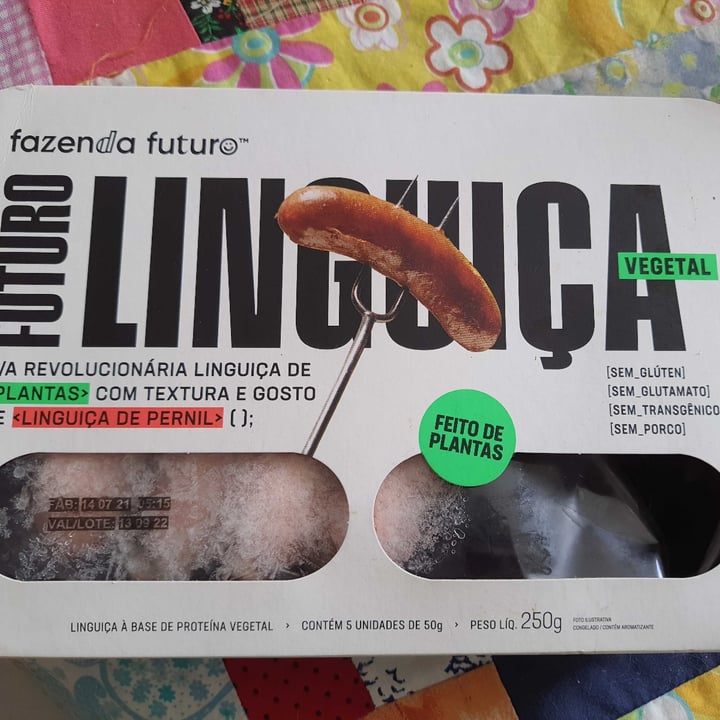 fazenda futuro™
FUTURO
LINGUIÇA
VEGETAL
VA REVOLUCIONÁRIA LINGUIÇA DE
PLANTAS> COM TEXTURA E GOSTO
E <LINGUIÇA DE PERNIL> ( );
[SEM_GLÚTEN]
[SEM_GLUTAMATO]
[SEM_TRANSGÊNICO
[SEM_PORCO]
FEITO DE
PLANTAS
FAB: 14 07 21 05:15
VAL/LOTE: 13 09 22
LINGUIÇA À BASE DE PROTEÍNA VEGETAL › CONTÉM 5 UNIDADES DE 50g › PESO LÍQ. 250g
FOTO ILUSTRATIVA
CONGELADO / CONTÉM AROMATIZANTE